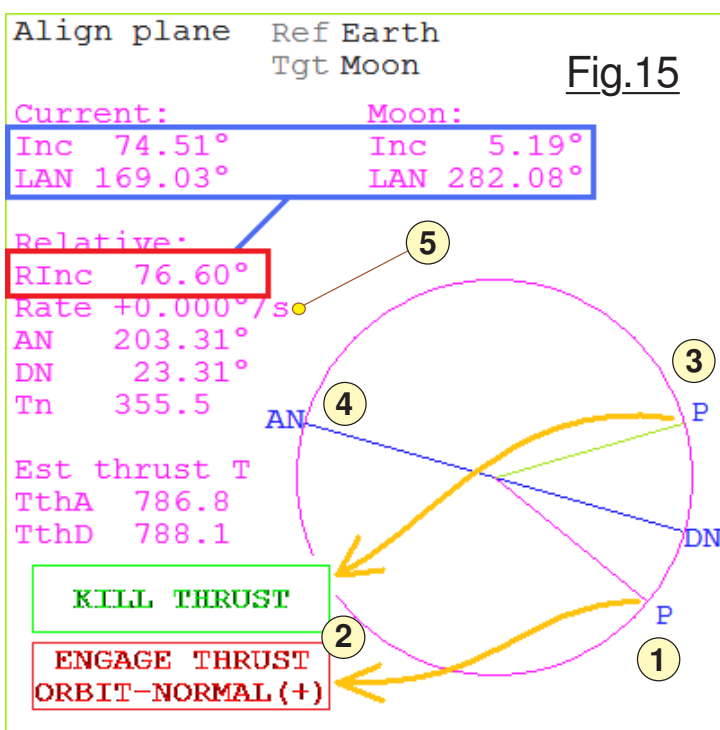 Align plane Ref Earth
Tgt Moon
Fig.15
Current: Moon:
Inc 74.51° Inc 5.19°
LAN 169.03° LAN 282.08°
Relative:
RInc 76.60°
Rate +0.000°/s
5
AN 203.31°
DN 23.31°
Tn 355.5
3
P
4
AN
Est thrust T
TthA 786.8
TthD 788.1
DN
KILL THRUST
P
2
1
ENGAGE THRUST
ORBIT-NORMAL(+)